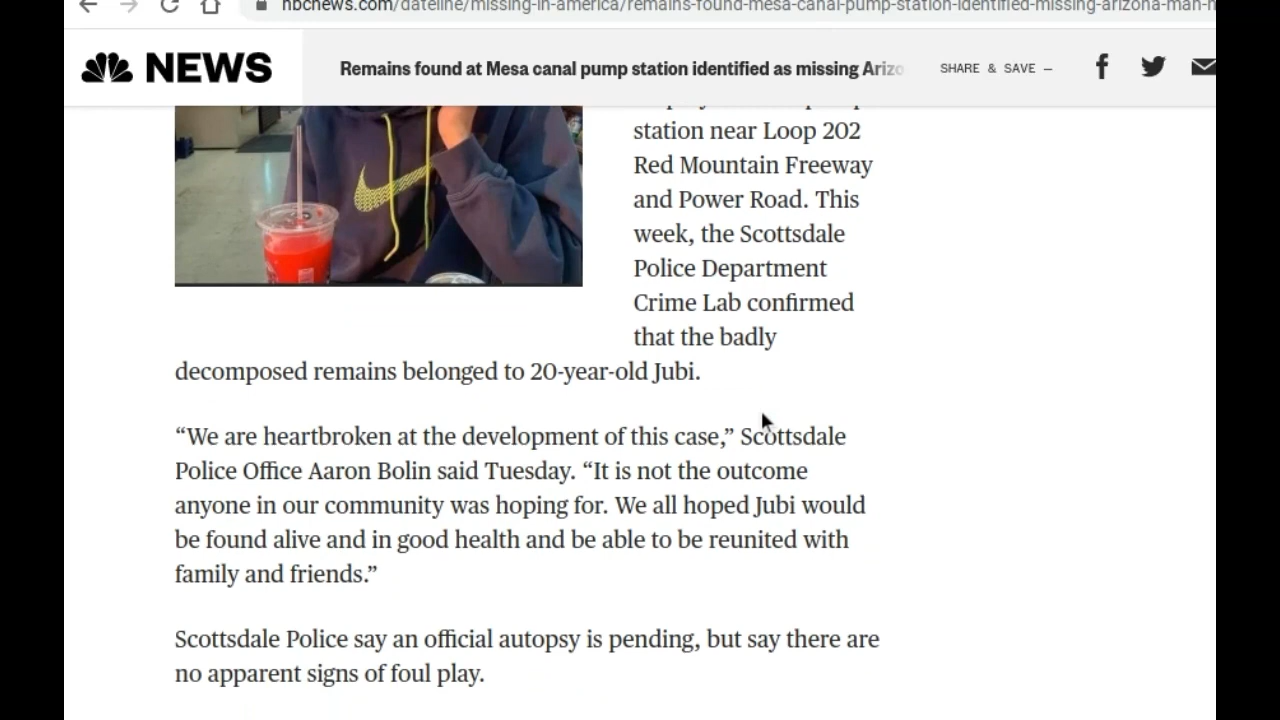 nbcnews.com/dateline/missing-in-america/remains-found-mesa-canal-pump-station-identified-missing-arizona-man-n
NEWS
Remains found at Mesa canal pump station identified as missing Arizo
SHARE & SAVE —
station near Loop 202
Red Mountain Freeway
and Power Road. This
week, the Scottsdale
Police Department
Crime Lab confirmed
that the badly
decomposed remains belonged to 20-year-old Jubi.
“We are heartbroken at the development of this case,” Scottsdale
Police Office Aaron Bolin said Tuesday. “It is not the outcome
anyone in our community was hoping for. We all hoped Jubi would
be found alive and in good health and be able to be reunited with
family and friends.”
Scottsdale Police say an official autopsy is pending, but say there are
no apparent signs of foul play.